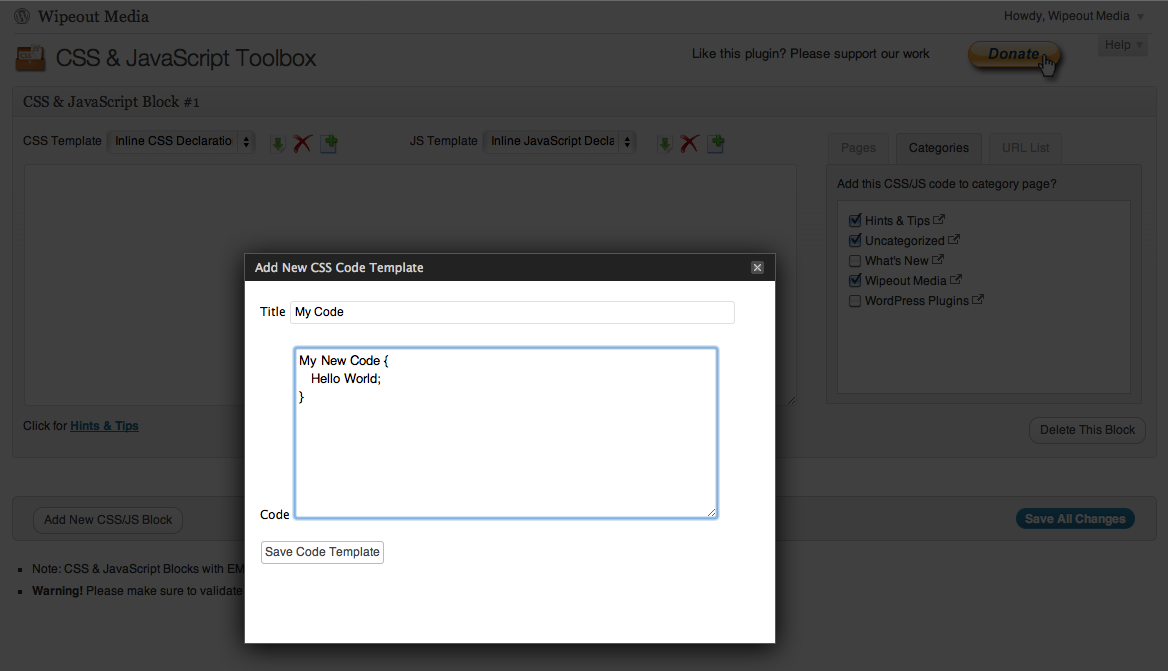 Wipeout Media
Howdy, Wipeout Media
CSS & JavaScript Toolbox
Like this plugin? Please support our work
Donate
Help
CSS & JavaScript Block #1
CSS Template
Inline CSS Declaratio
JS Template
Inline JavaScript Decla
Pages
Categories
URL List
Add this CSS/JS code to category page?
Hints & Tips
Uncategorized
What's New
Wipeout Media
WordPress Plugins
Add New CSS Code Template
Title
My Code
My New Code {
Hello World;
}
Code
Save Code Template
Click for Hints & Tips
Delete This Block
Add New CSS/JS Block
Save All Changes
Note: CSS & JavaScript Blocks with EM
Warning! Please make sure to validate